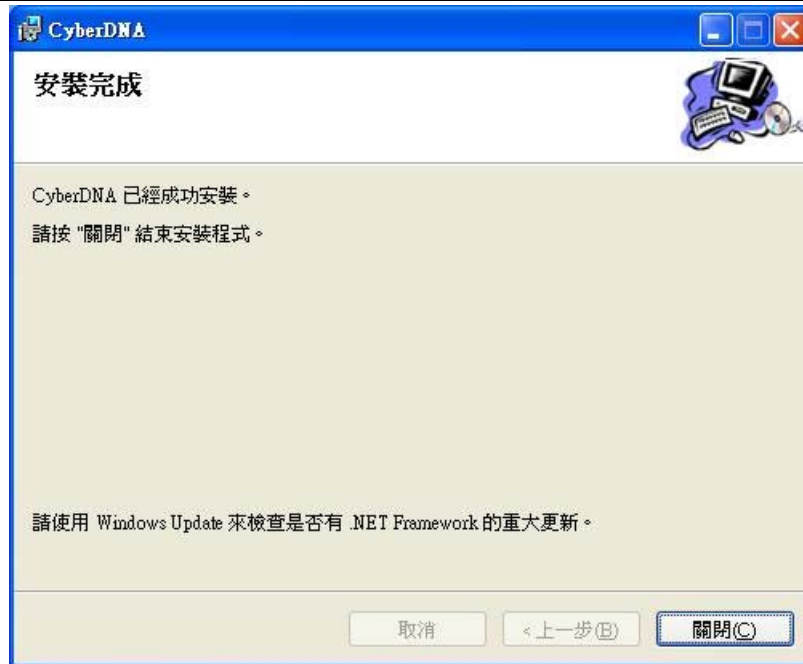 CyberDNA
安裝完成
CyberDNA 已經成功安裝。
請按 "關閉" 結束安裝程式。
請使用 Windows Update 來檢查是否有 .NET Framework 的重大更新。
取消
<上一步(B)
關閉(C)